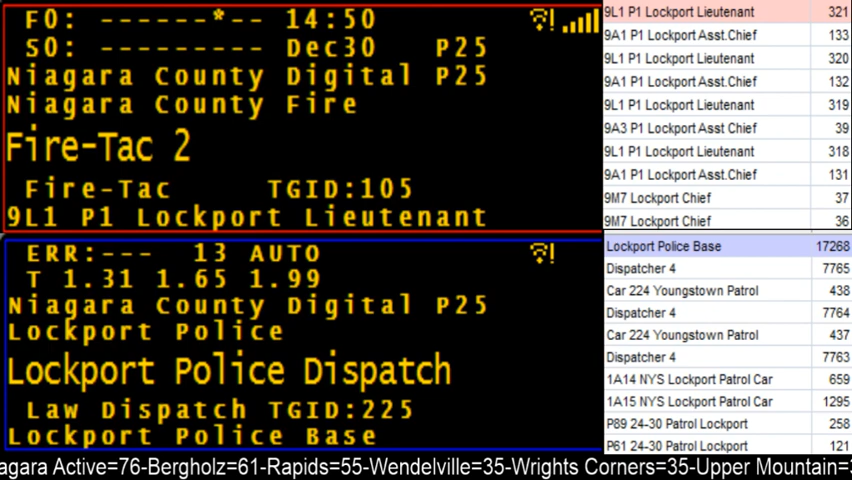 F0: ------*-- 14:50
S0: --------- Dec30 P25
Niagara County Digital P25
Niagara County Fire
Fire-Tac 2
Fire-Tac TGID:105
9L1 P1 Lockport Lieutenant
9L1 P1 Lockport Lieutenant 321
9A1 P1 Lockport Asst.Chief 133
9L1 P1 Lockport Lieutenant 320
9A1 P1 Lockport Asst.Chief 132
9L1 P1 Lockport Lieutenant 319
9A3 P1 Lockport Asst Chief 39
9L1 P1 Lockport Lieutenant 318
9A1 P1 Lockport Asst.Chief 131
9M7 Lockport Chief 37
9M7 Lockport Chief 36
ERR:--- 13 AUTO
T 1.31 1.65 1.99
Niagara County Digital P25
Lockport Police
Lockport Police Dispatch
Law Dispatch TGID:225
Lockport Police Base
Lockport Police Base 17268
Dispatcher 4 7765
Car 224 Youngstown Patrol 438
Dispatcher 4 7764
Car 224 Youngstown Patrol 437
Dispatcher 4 7763
1A14 NYS Lockport Patrol Car 659
1A15 NYS Lockport Patrol Car 1295
P89 24-30 Patrol Lockport 258
P61 24-30 Patrol Lockport 121
agara Active=76-Bergholz=61-Rapids=55-Wendelville=35-Wrights Corners=35-Upper Mountain=